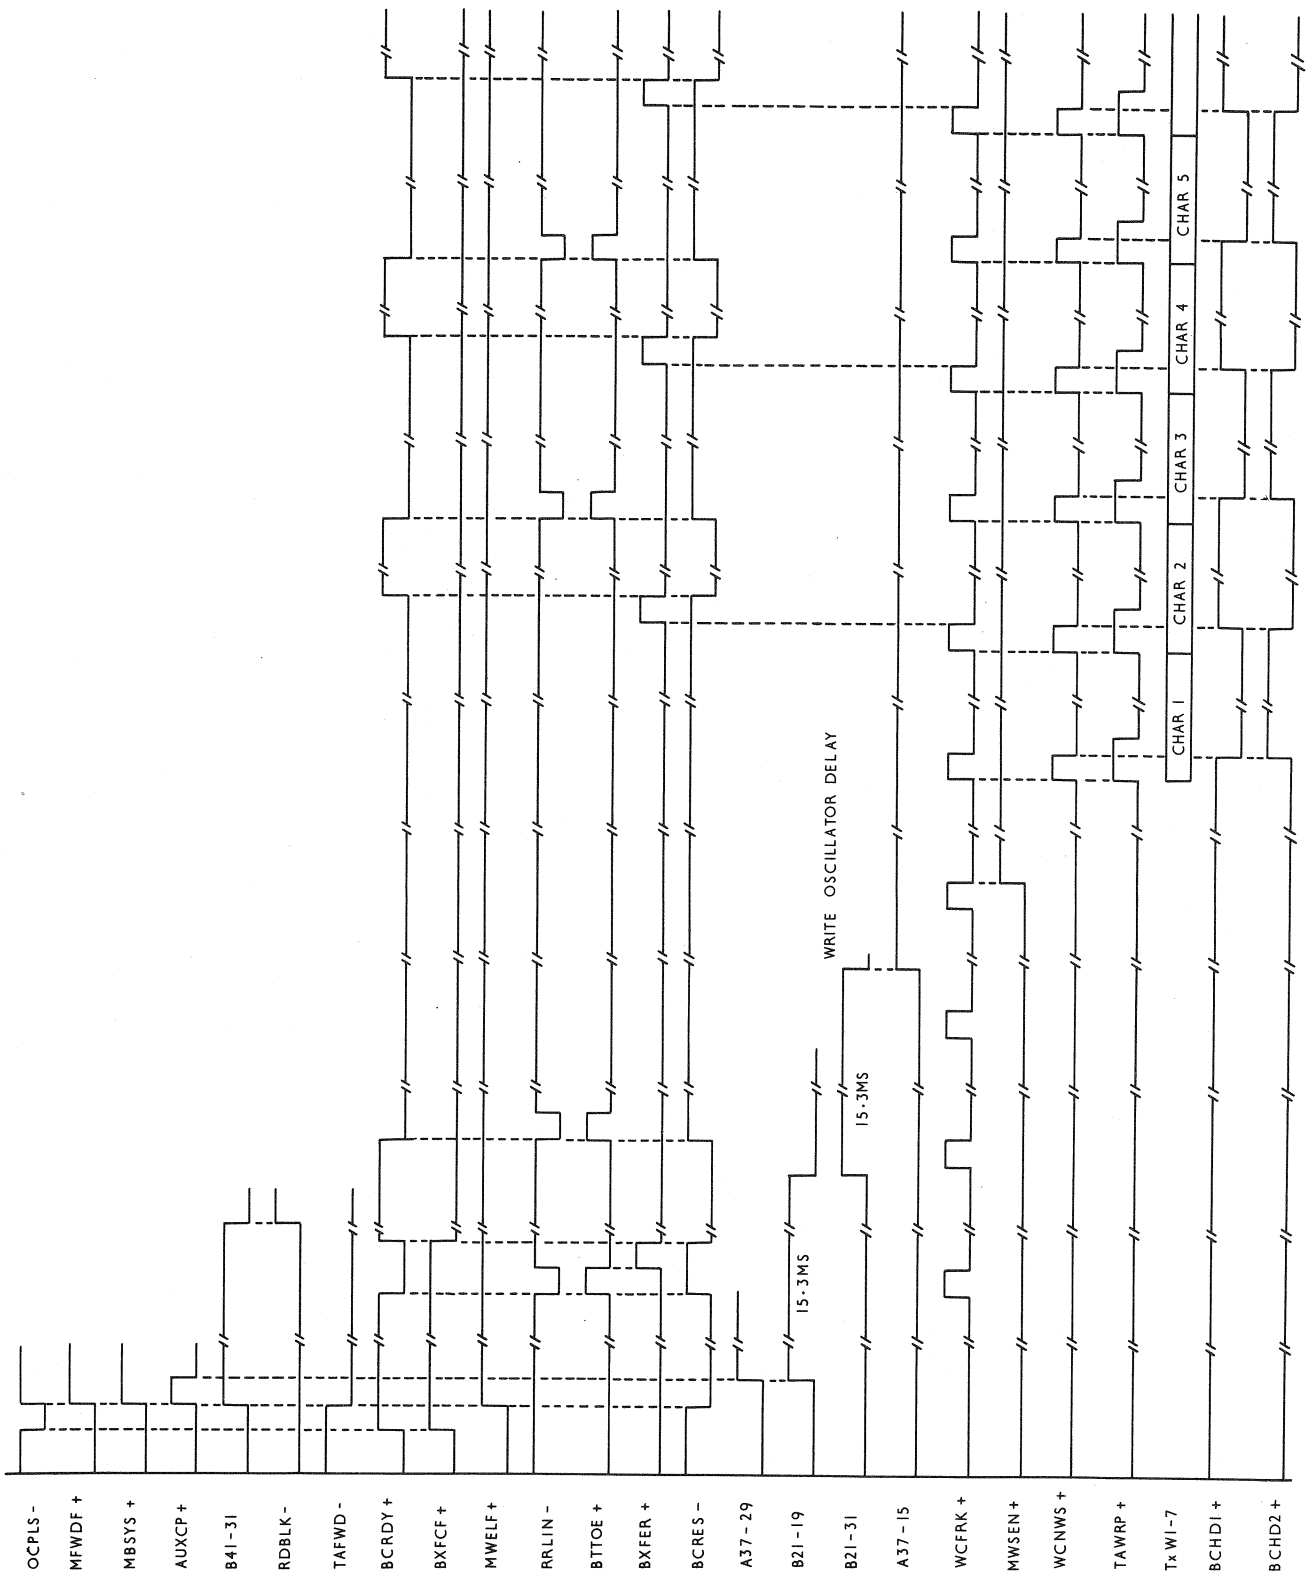 OCPLS -
MFWDF +
MBSYS +
AUXCP+
B41-31
RDBLK-
TAFWD-
BCRDY+
BXFCF+
MWELF+
RRLIN-
BTTOE +
BXFER +
BCRES-
A37-29
B21-19
B21-31
A37-15
WCFRK+
MWSEN+
WCNWS+
TAWRP+
TxW1-7
BCHD1+
BCHD2+
15·3MS
15·3MS
WRITE OSCILLATOR DELAY
CHAR 1
CHAR 2
CHAR 3
CHAR 4
CHAR 5